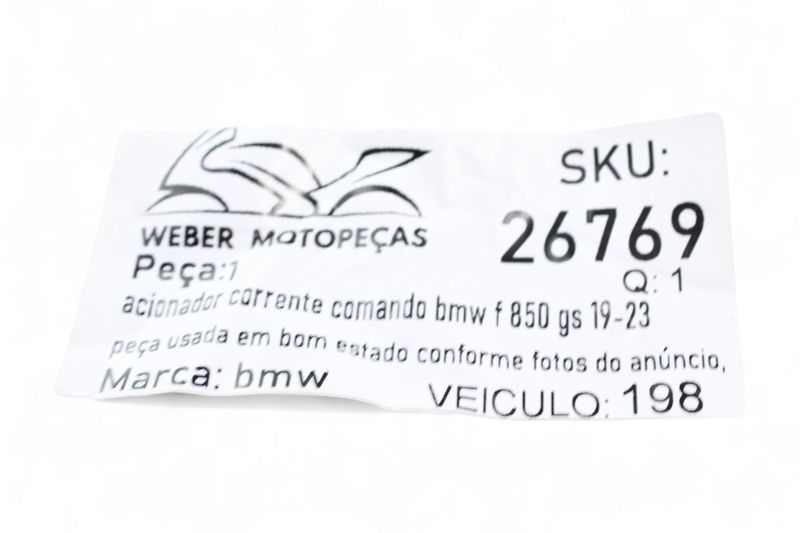 WEBER MOTOPEÇAS
SKU:
26769
Peça:1
Q: 1
acionador corrente comando bmw f 850 gs 19-23
peça usada em bom estado conforme fotos do anúncio,
Marca: bmw
VEICULO: 198